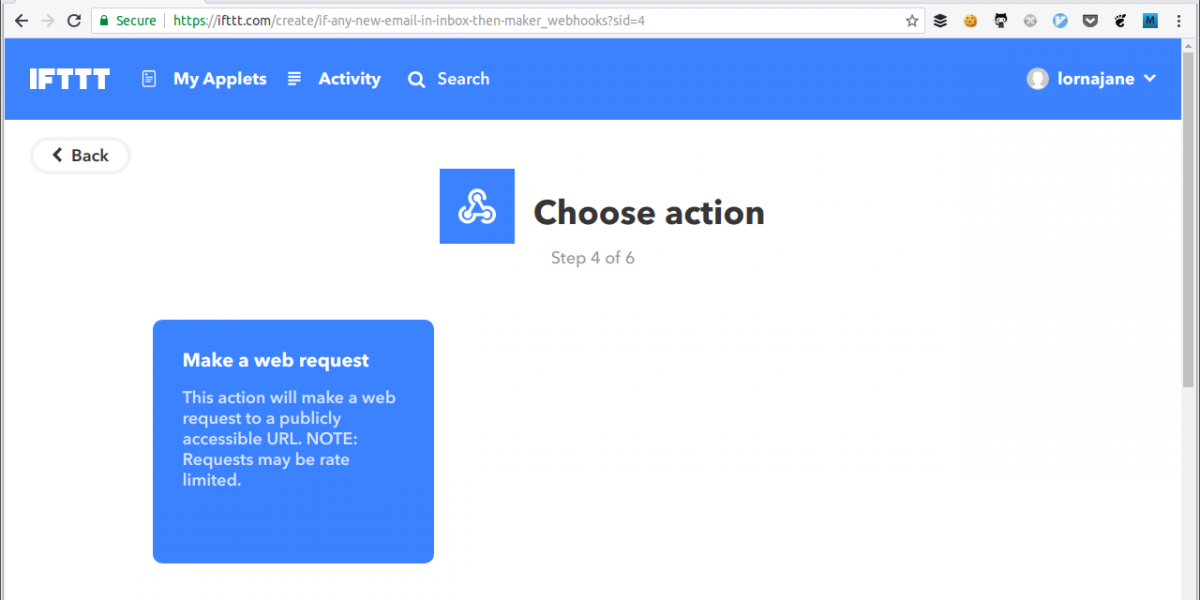 Secure https://ifttt.com/create/if-any-new-email-in-inbox-then-maker_webhooks?sid=4
M
IFTTT My Applets Activity Search lornajane
Back
Choose action
Step 4 of 6
Make a web request
This action will make a web
request to a publicly
accessible URL. NOTE:
Requests may be rate
limited.